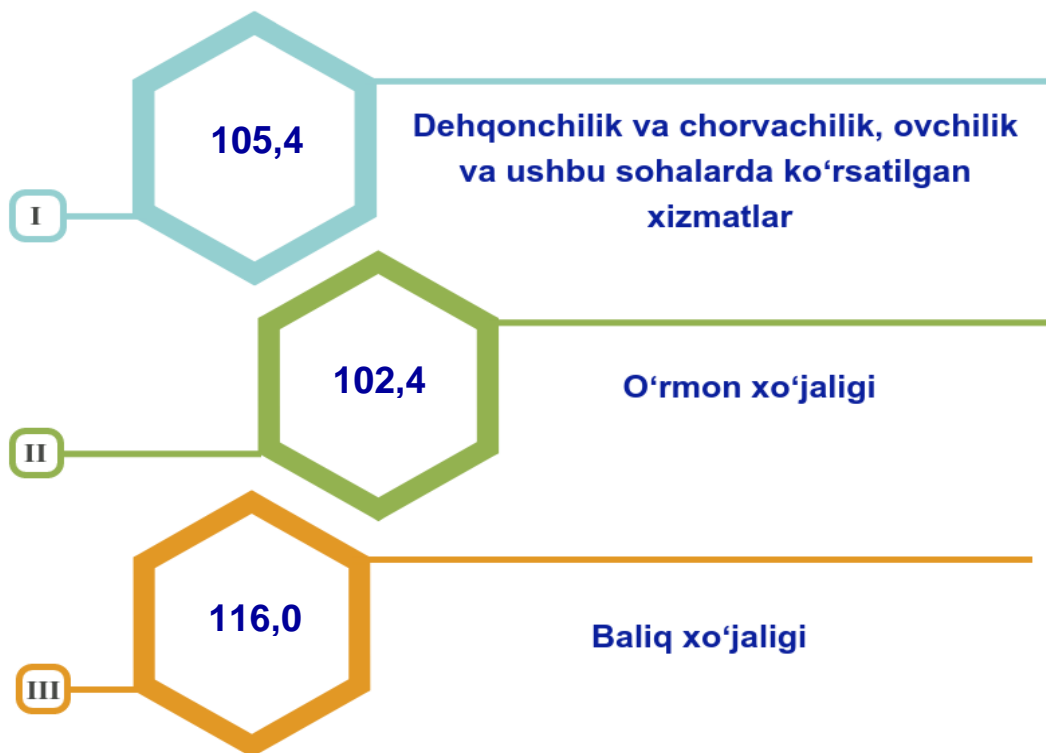 105,4
Dehqonchilik va chorvachilik, ovchilik
va ushbu sohalarda ko‘rsatilgan
xizmatlar
I
102,4
O‘rmon xo‘jaligi
II
116,0
Baliq xo‘jaligi
III